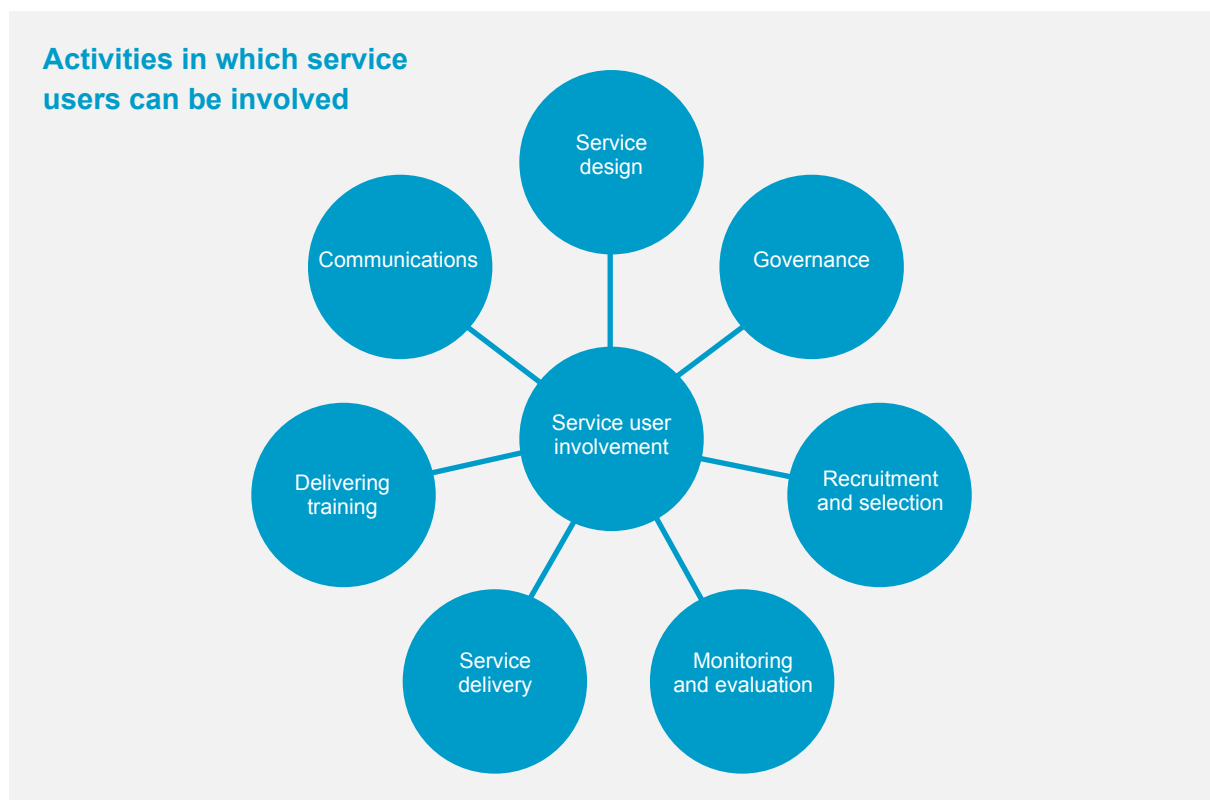 Activities in which service
users can be involved
Service
design
Governance
Recruitment
and selection
Monitoring
and evaluation
Service
delivery
Delivering
training
Communications
Service user
involvement